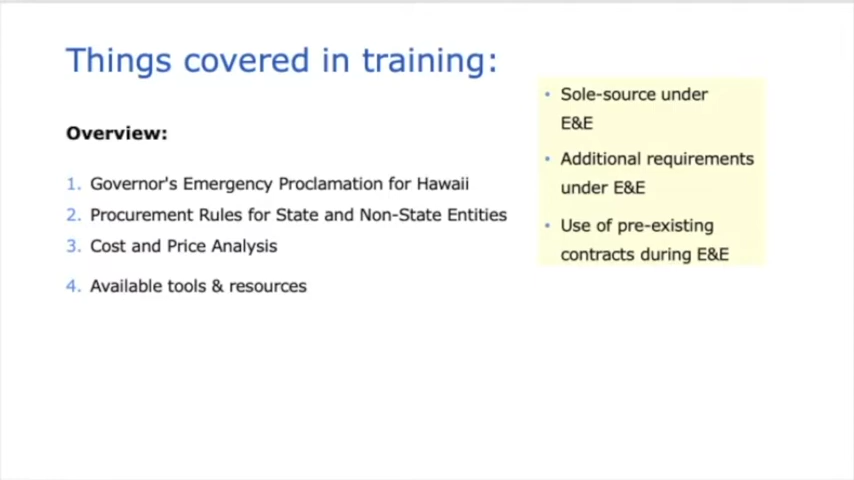 Things covered in training:
Overview:
1. Governor's Emergency Proclamation for Hawaii
2. Procurement Rules for State and Non-State Entities
3. Cost and Price Analysis
4. Available tools & resources
• Sole-source under
E&E
• Additional requirements
under E&E
• Use of pre-existing
contracts during E&E